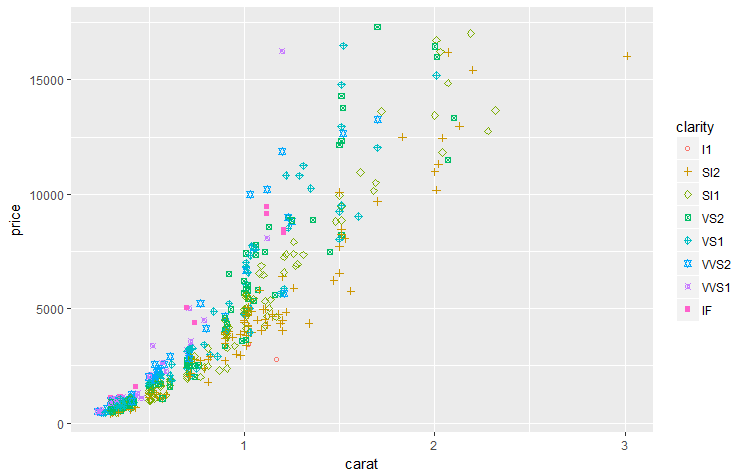 15000
10000
5000
0
price
1
2
3
carat
clarity
I1
SI2
SI1
VS2
VS1
VVS2
VVS1
IF